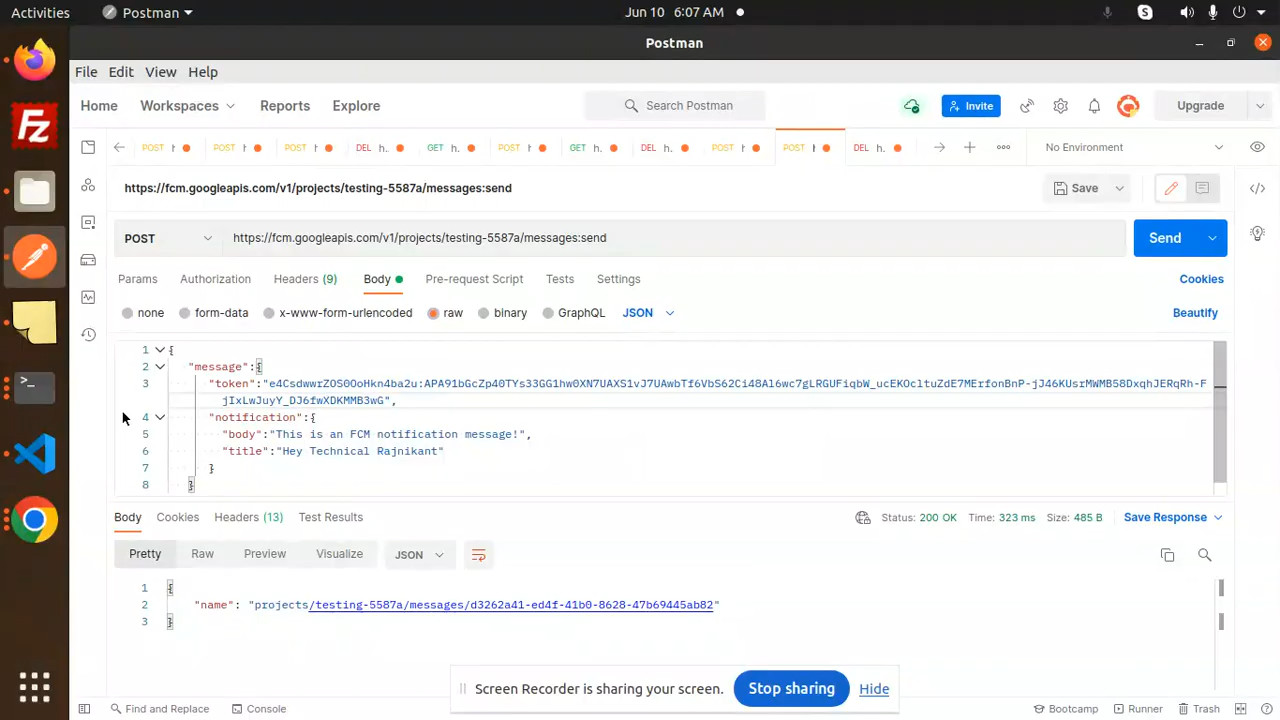 Activities
Postman
Jun 10 6:07 AM
Postman
File Edit View Help
Home Workspaces Reports Explore
Search Postman
Invite
Upgrade
POST h POST h POST h DEL h. GET h. POST h GET h. DEL h. POST h POST h DEL h.
No Environment
https://fcm.googleapis.com/v1/projects/testing-5587a/messages:send
Save
POST
https://fcm.googleapis.com/v1/projects/testing-5587a/messages:send
Send
Params Authorization Headers (9) Body Pre-request Script Tests Settings
Cookies
none form-data x-www-form-urlencoded raw binary GraphQL JSON
Beautify
1 {
2 "message":{
3 "token":"e4CsdwwrZOS0OoHkn4ba2u:APA91bGcZp40TYs33GG1hw0XN7UAXS1vJ7UAwbTf6VbS62Ci48Al6wc7gLRGUFiqbW_ucEKOcltuZdE7MErfonBnP-jJ46KUsrMWMB58DxqhJERqRh-F
jIxLwJuyY_DJ6fwXDKMMB3wG",
4 "notification":{
5 "body":"This is an FCM notification message!",
6 "title":"Hey Technical Rajnikant"
7 }
8 }
Body Cookies Headers (13) Test Results
Status: 200 OK Time: 323 ms Size: 485 B
Save Response
Pretty Raw Preview Visualize JSON
1 {
2 "name": "projects/testing-5587a/messages/d3262a41-ed4f-41b0-8628-47b69445ab82"
3 }
Screen Recorder is sharing your screen.
Stop sharing
Hide
Find and Replace
Console
Bootcamp
Runner
Trash